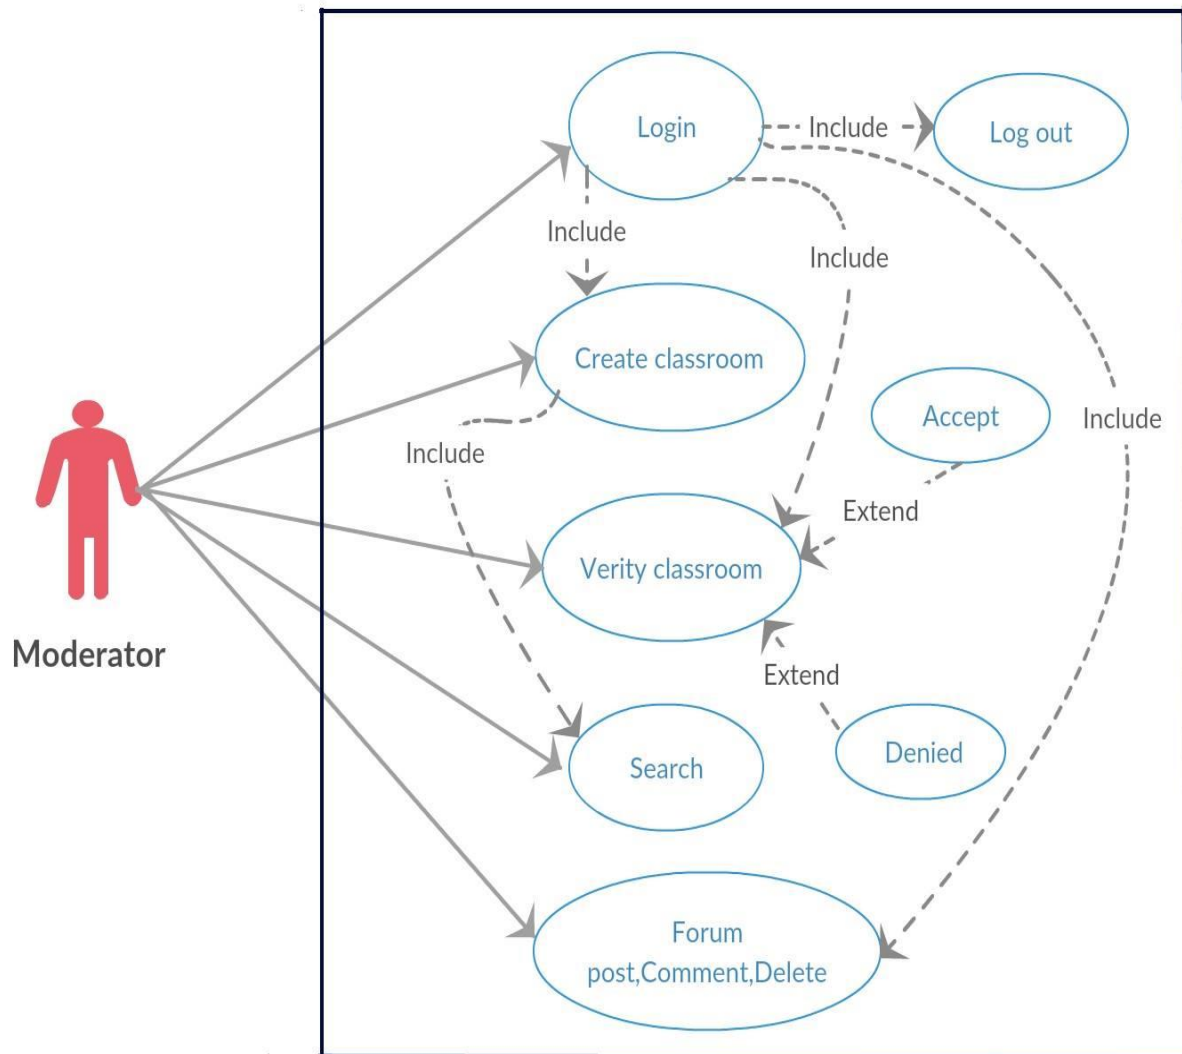 Login
Include
Log out
Include
Include
Create classroom
Accept
Include
Include
Extend
Verity classroom
Moderator
Extend
Search
Denied
Forum
post,Comment,Delete